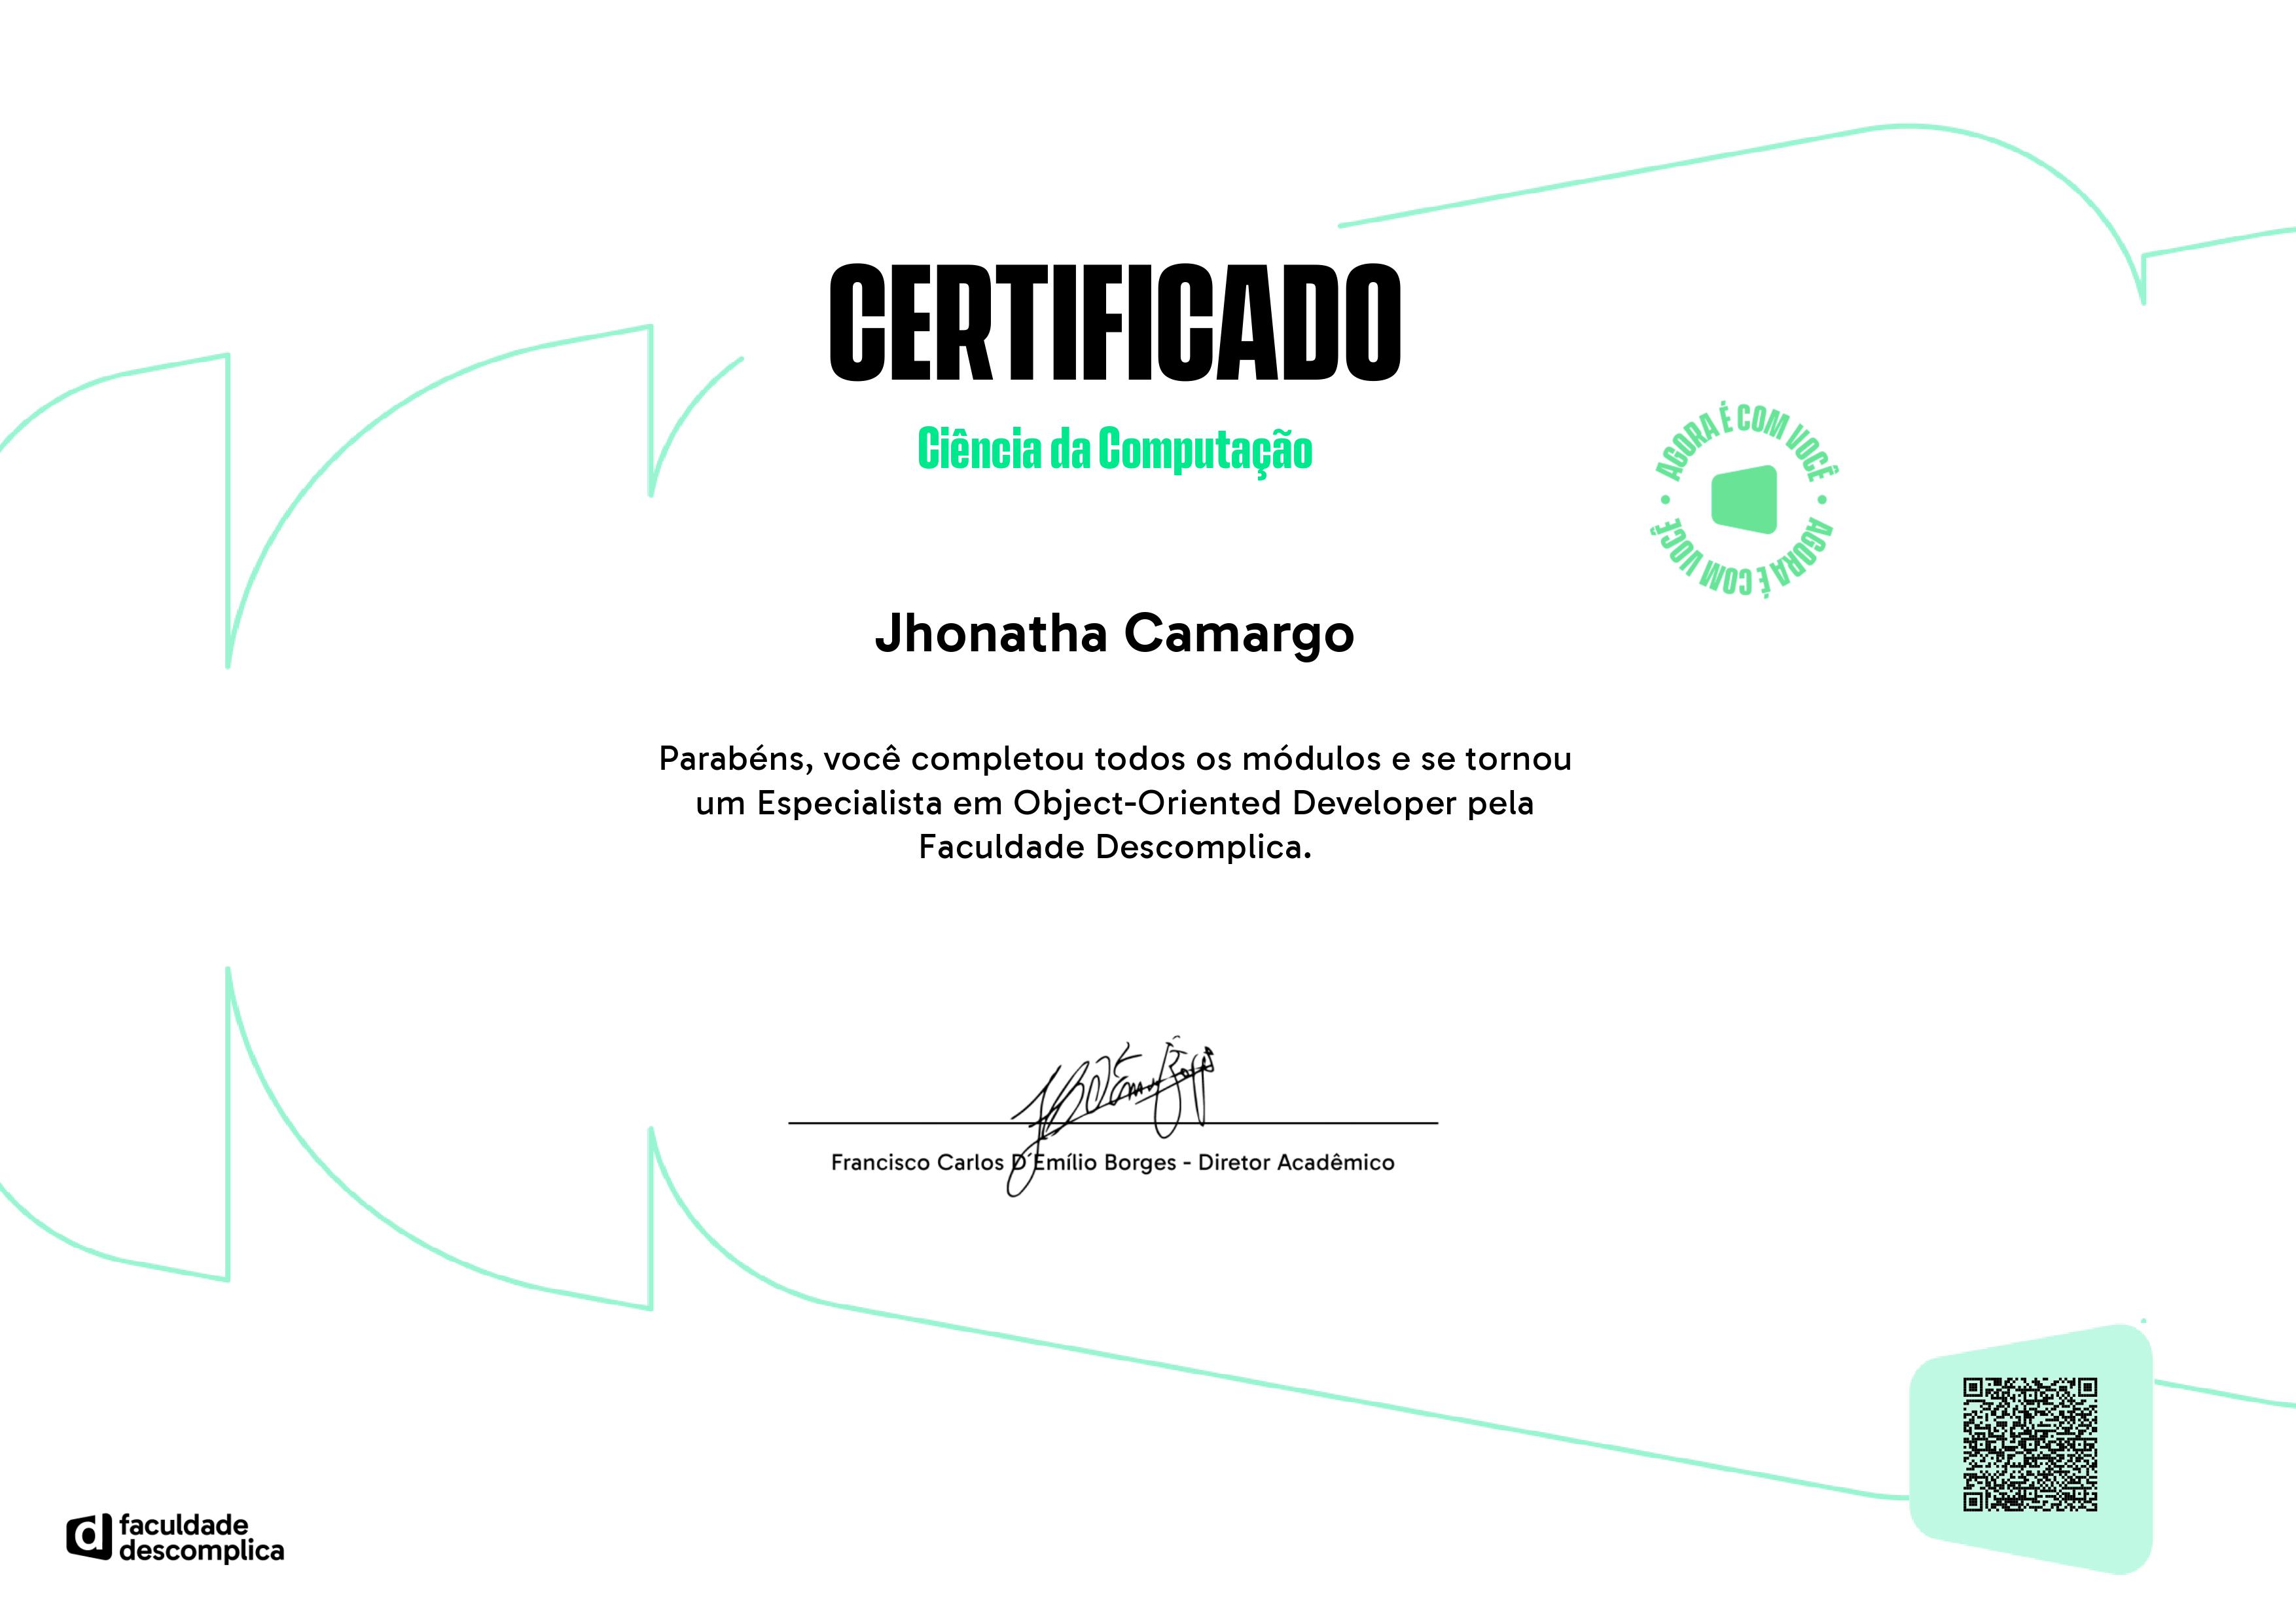 CERTIFICADO
Ciência da Computação
AGORA É COM VOCÊ • AGORA É COM VOCÊ •
Jhonatha Camargo
Parabéns, você completou todos os módulos e se tornou
um Especialista em Object-Oriented Developer pela
Faculdade Descomplica.
Francisco Carlos D´Emílio Borges - Diretor Acadêmico
d faculdade
descomplica